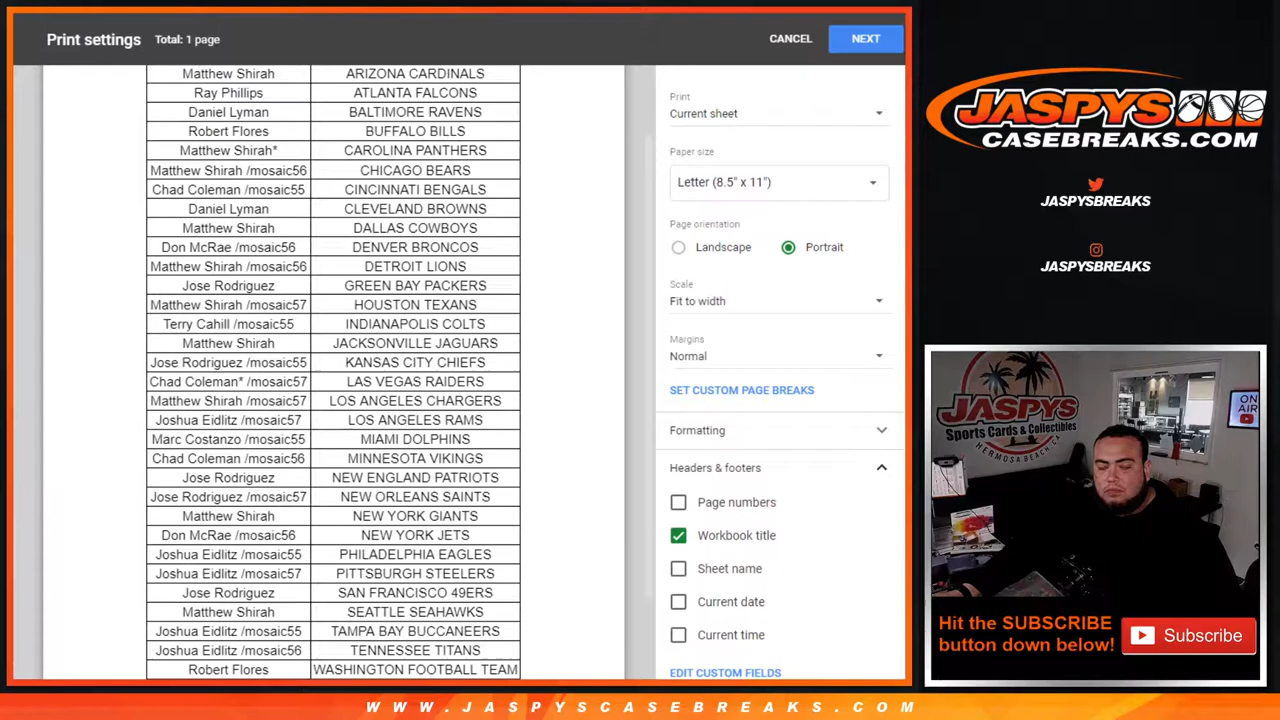 Print settings Total: 1 page CANCEL NEXT
Matthew Shirah ARIZONA CARDINALS
Ray Phillips ATLANTA FALCONS
Daniel Lyman BALTIMORE RAVENS
Robert Flores BUFFALO BILLS
Matthew Shirah* CAROLINA PANTHERS
Matthew Shirah /mosaic56 CHICAGO BEARS
Chad Coleman /mosaic55 CINCINNATI BENGALS
Daniel Lyman CLEVELAND BROWNS
Matthew Shirah DALLAS COWBOYS
Don McRae /mosaic56 DENVER BRONCOS
Matthew Shirah /mosaic56 DETROIT LIONS
Jose Rodriguez GREEN BAY PACKERS
Matthew Shirah /mosaic57 HOUSTON TEXANS
Terry Cahill /mosaic55 INDIANAPOLIS COLTS
Matthew Shirah JACKSONVILLE JAGUARS
Jose Rodriguez /mosaic55 KANSAS CITY CHIEFS
Chad Coleman* /mosaic57 LAS VEGAS RAIDERS
Matthew Shirah /mosaic57 LOS ANGELES CHARGERS
Joshua Eidlitz /mosaic57 LOS ANGELES RAMS
Marc Costanzo /mosaic55 MIAMI DOLPHINS
Chad Coleman /mosaic56 MINNESOTA VIKINGS
Jose Rodriguez NEW ENGLAND PATRIOTS
Jose Rodriguez /mosaic57 NEW ORLEANS SAINTS
Matthew Shirah NEW YORK GIANTS
Don McRae /mosaic56 NEW YORK JETS
Joshua Eidlitz /mosaic55 PHILADELPHIA EAGLES
Joshua Eidlitz /mosaic57 PITTSBURGH STEELERS
Jose Rodriguez SAN FRANCISCO 49ERS
Matthew Shirah SEATTLE SEAHAWKS
Joshua Eidlitz /mosaic55 TAMPA BAY BUCCANEERS
Joshua Eidlitz /mosaic56 TENNESSEE TITANS
Robert Flores WASHINGTON FOOTBALL TEAM
Print
Current sheet
Paper size
Letter (8.5" x 11")
Page orientation
Landscape Portrait
Scale
Fit to width
Margins
Normal
SET CUSTOM PAGE BREAKS
Formatting
Headers & footers
Page numbers
Workbook title
Sheet name
Current date
Current time
EDIT CUSTOM FIELDS
JASPYS
CASEBREAKS.COM
JASPYSBREAKS
JASPYSBREAKS
JASPYS
Sports Cards & Collectibles
HERMOSA BEACH, CA
ON
AIR
Hit the SUBSCRIBE
button down below!
Subscribe
WWW.JASPYSCASEBREAKS.COM